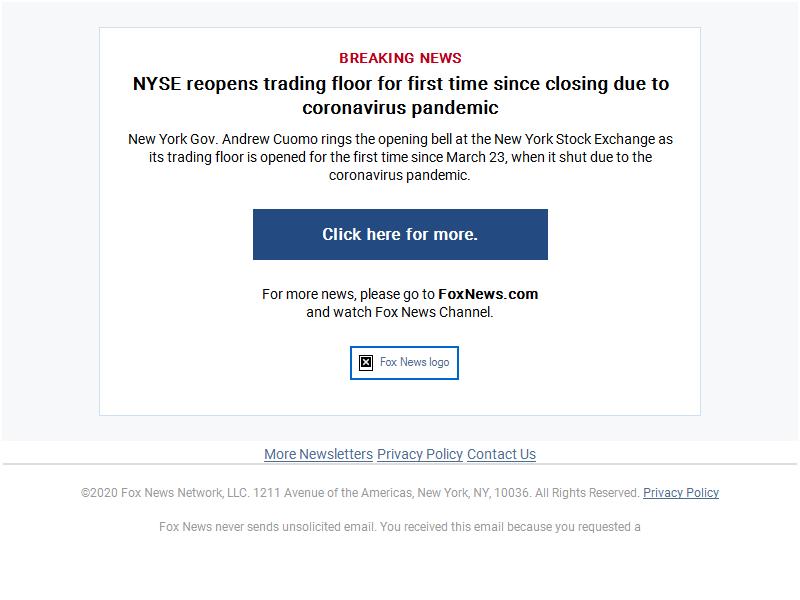 BREAKING NEWS
NYSE reopens trading floor for first time since closing due to
coronavirus pandemic
New York Gov. Andrew Cuomo rings the opening bell at the New York Stock Exchange as
its trading floor is opened for the first time since March 23, when it shut due to the
coronavirus pandemic.
Click here for more.
For more news, please go to FoxNews.com
and watch Fox News Channel.
Fox News logo
More Newsletters Privacy Policy Contact Us
©2020 Fox News Network, LLC. 1211 Avenue of the Americas, New York, NY, 10036. All Rights Reserved. Privacy Policy
Fox News never sends unsolicited email. You received this email because you requested a